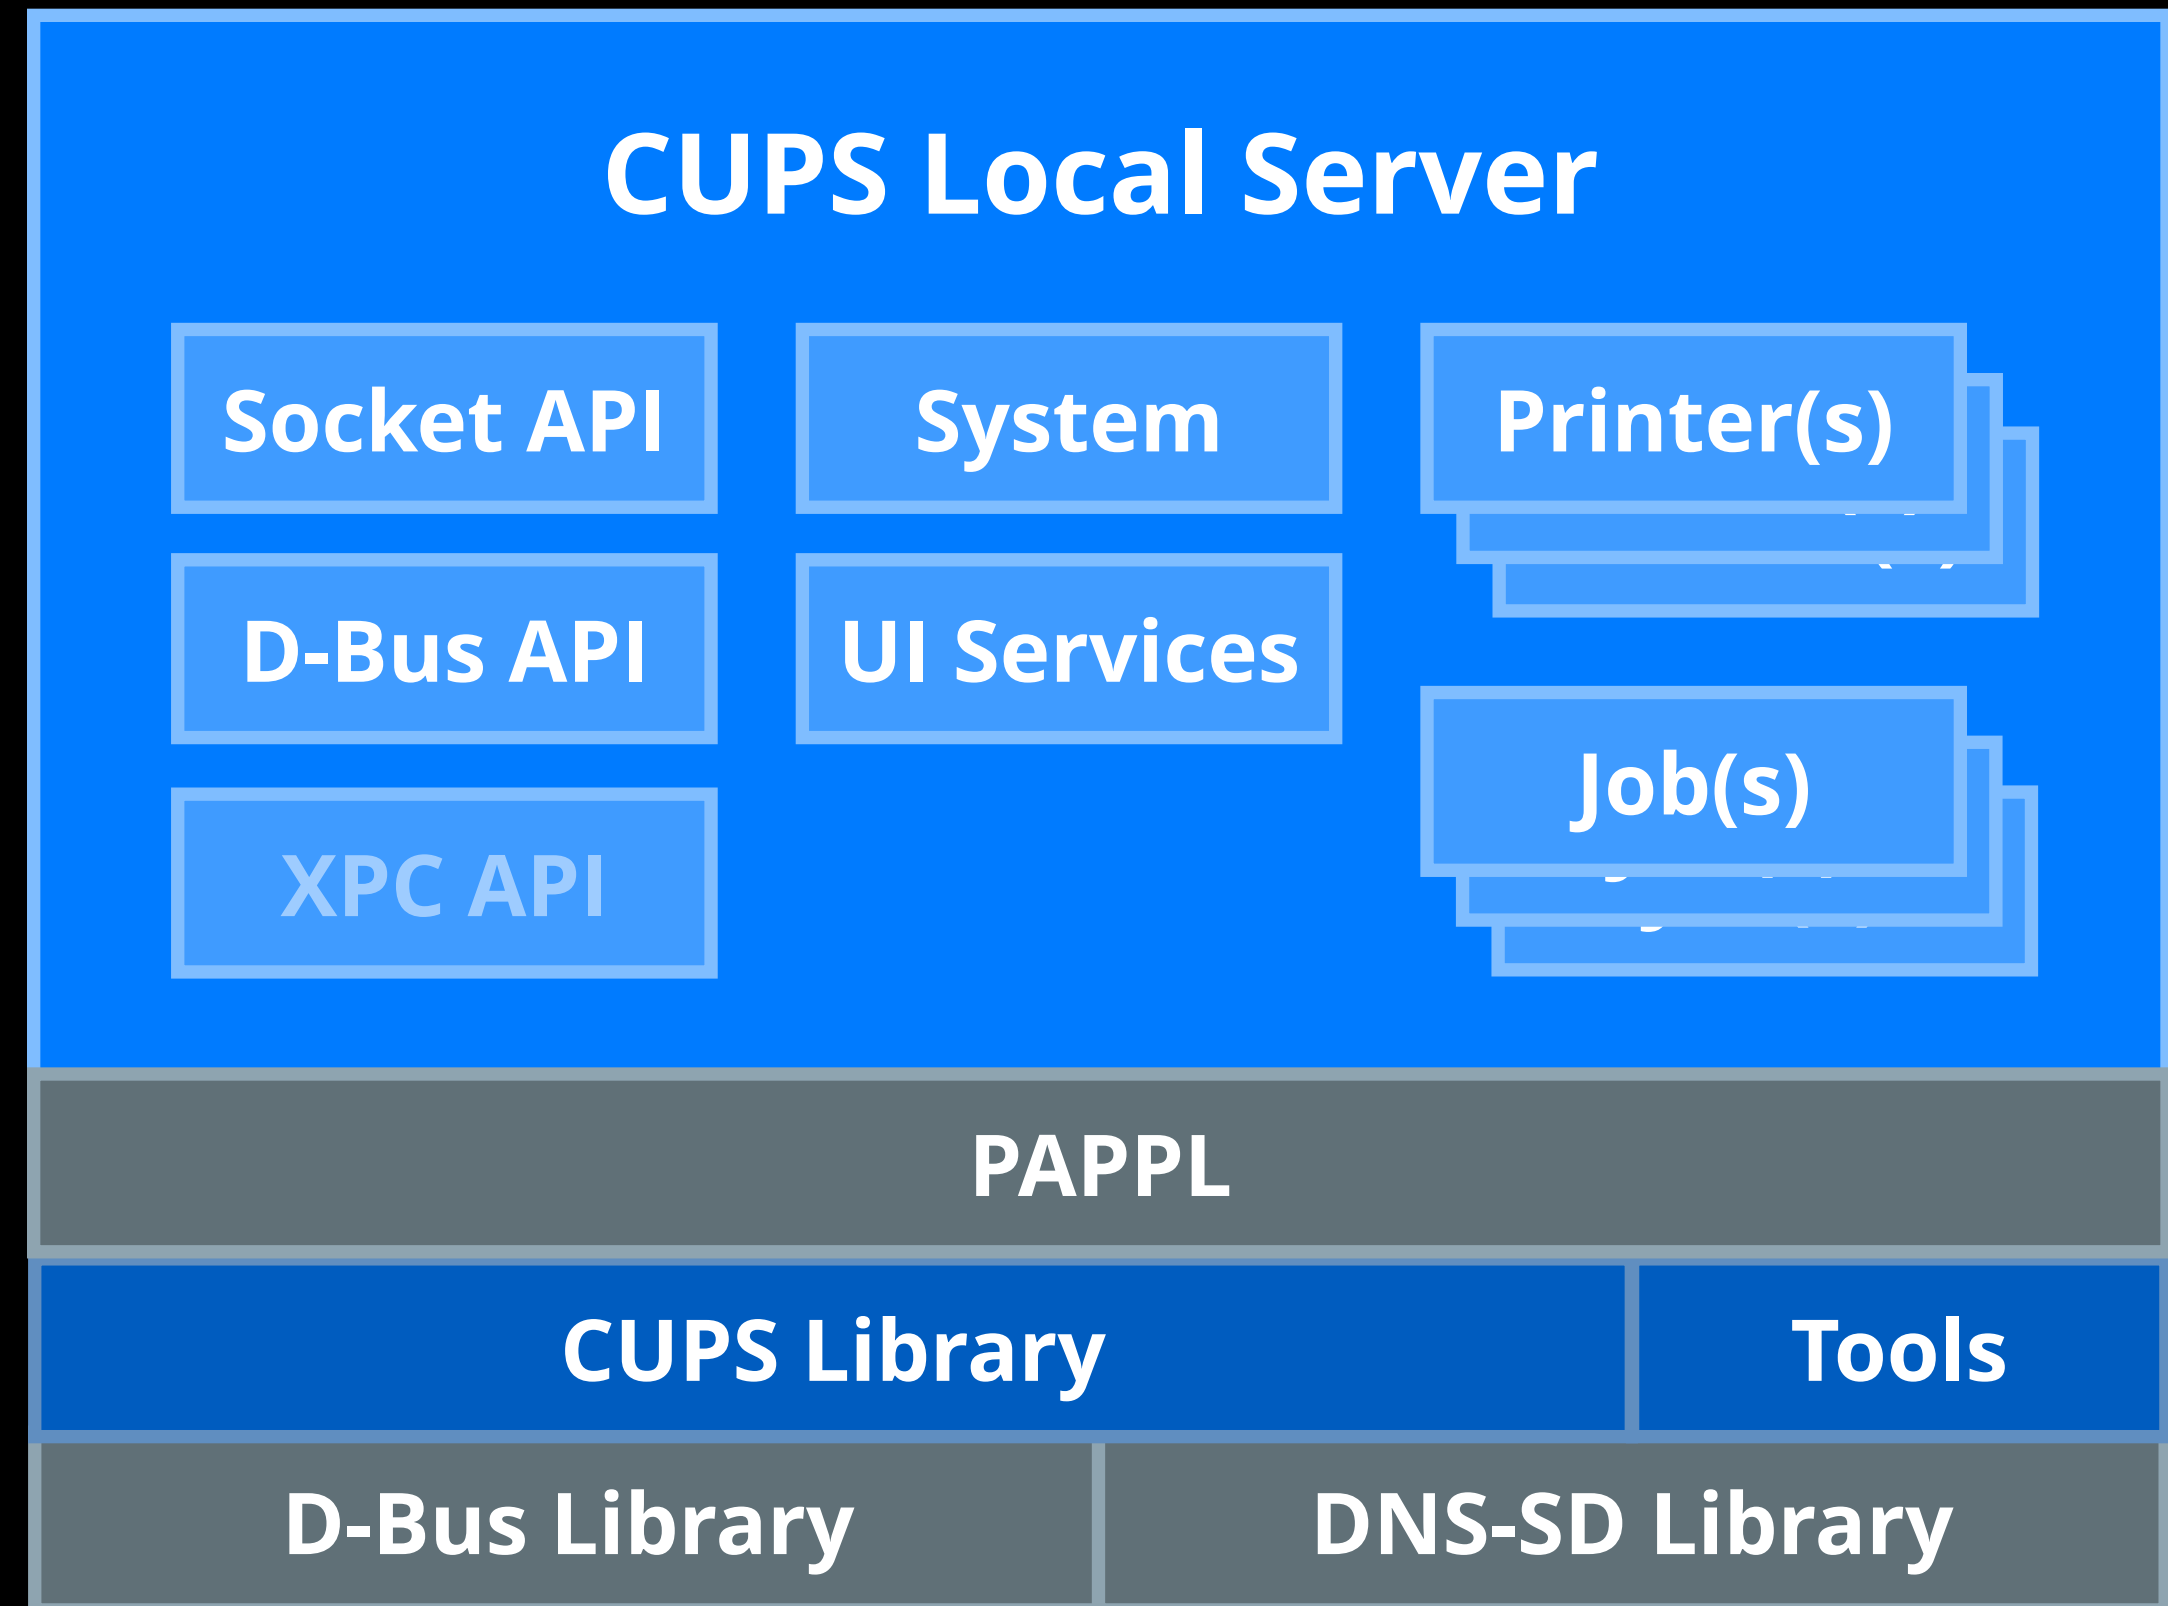 CUPS Local Server
Socket API
System
Printer(s)
D-Bus API
UI Services
Job(s)
XPC API
PAPPL
CUPS Library
Tools
D-Bus Library
DNS-SD Library